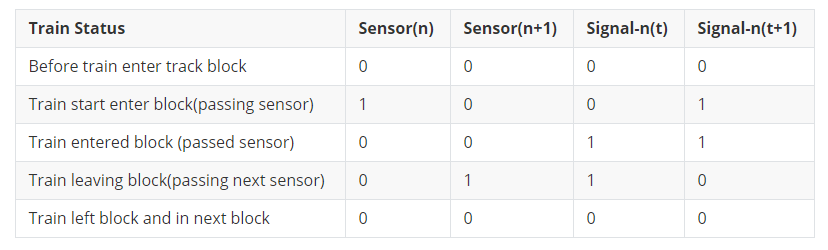 Train Status Sensor(n) Sensor(n+1) Signal-n(t) Signal-n(t+1)
Before train enter track block 0 0 0 0
Train start enter block(passing sensor) 1 0 0 1
Train entered block (passed sensor) 0 0 1 1
Train leaving block(passing next sensor) 0 1 1 0
Train left block and in next block 0 0 0 0